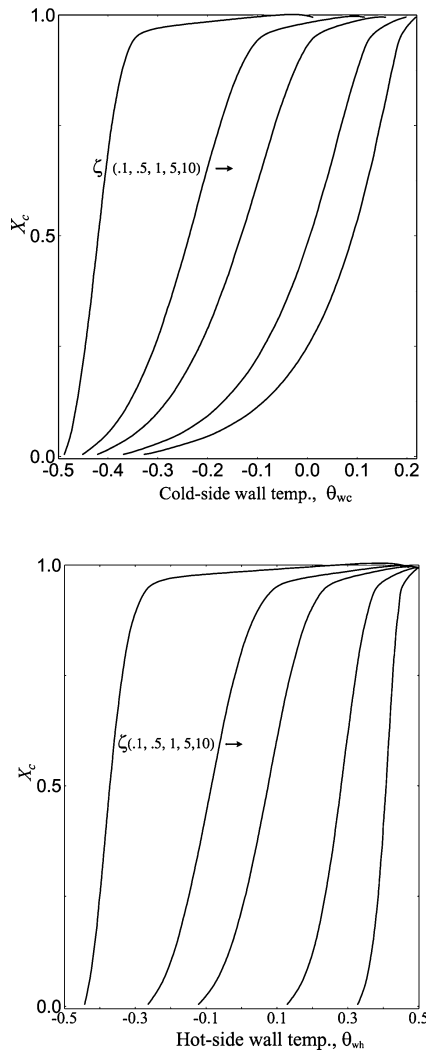 1.0
X_c
ζ (.1, .5, 1, 5,10)
0.5
0.0
-0.5 -0.4 -0.3 -0.2 -0.1 0.0 0.1 0.2
Cold-side wall temp., θ_wc
1.0
X_c
ζ(.1, .5, 1, 5,10)
0.5
0.0
-0.5 -0.3 -0.1 0.1 0.3 0.5
Hot-side wall temp., θ_wh